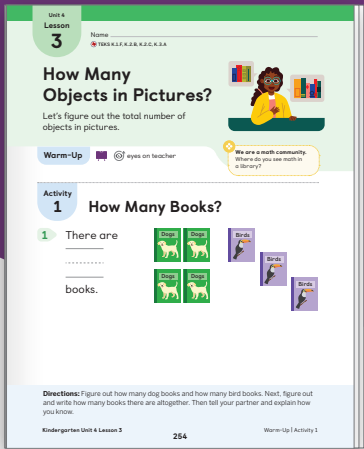 Unit 4
Lesson
3
Name
TEKS K.1.F, K.2.B, K.2.C, K.3.A
How Many
Objects in Pictures?
Let's figure out the total number of
objects in pictures.
Warm-Up
eyes on teacher
We are a math community.
Where do you see math in
a library?
Activity
1
How Many Books?
1 There are
books.
Dogs Dogs
Dogs Dogs
Birds
Birds
Birds
Directions: Figure out how many dog books and how many bird books. Next, figure out
and write how many books there are altogether. Then tell your partner and explain how
you know.
Kindergarten Unit 4 Lesson 3
254
Warm-Up | Activity 1